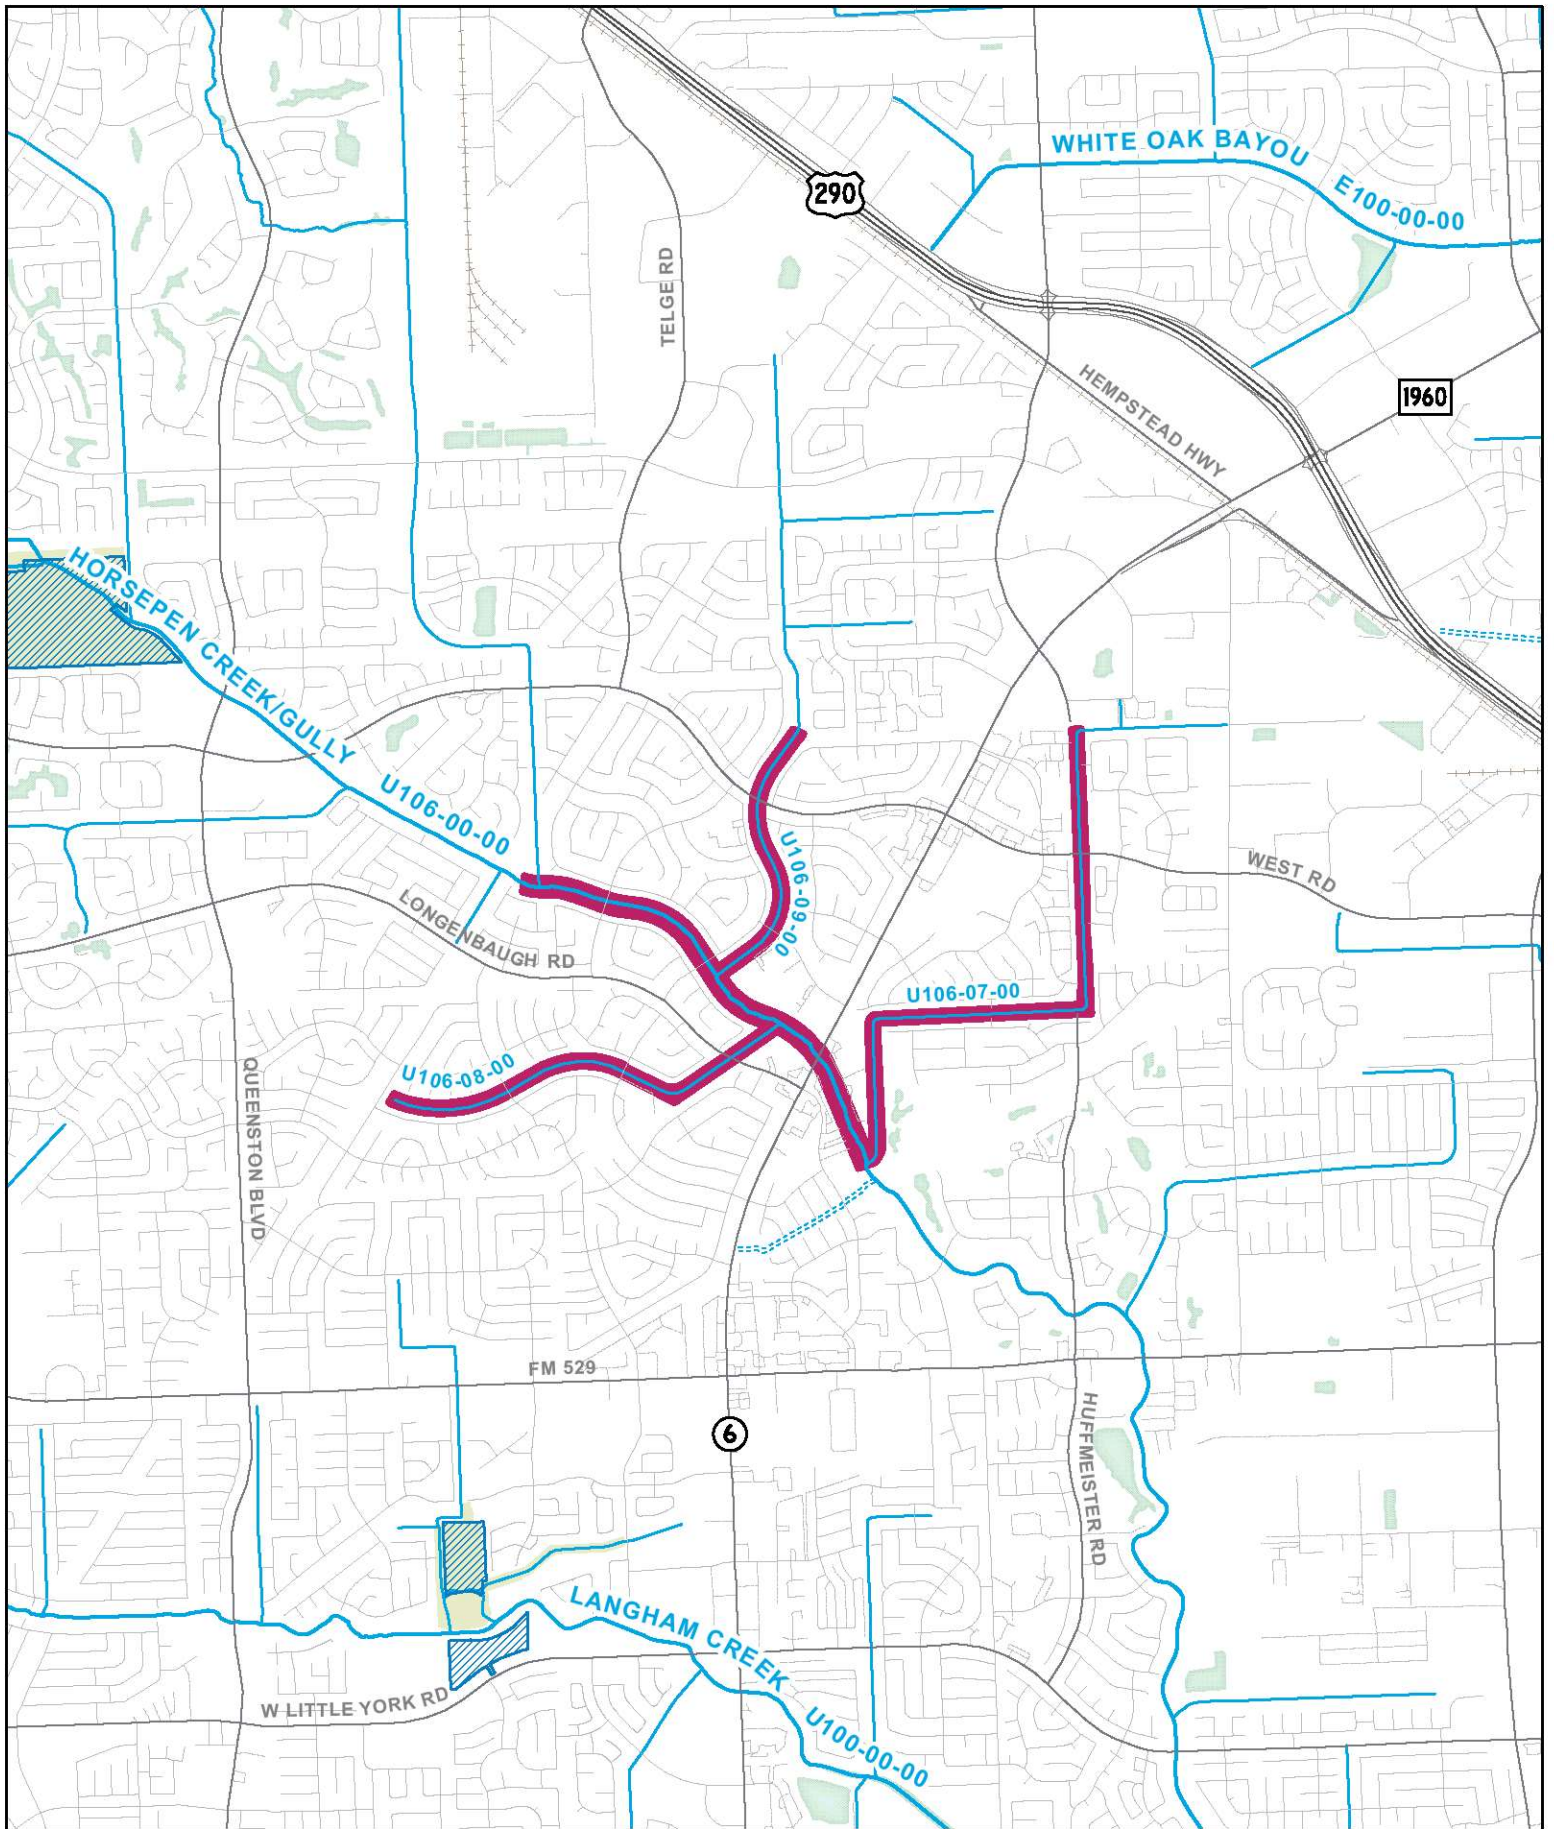 WHITE OAK BAYOU
E100-00-00
290
TELGE RD
HEMPSTEAD HWY
1960
HORSEPEN CREEK/GULLY
U106-00-00
U106-09-00
WEST RD
LONGENBAUGH RD
U106-07-00
U106-08-00
QUEENSTON BLVD
FM 529
6
HUFFMEISTER RD
LANGHAM CREEK
U100-00-00
W LITTLE YORK RD